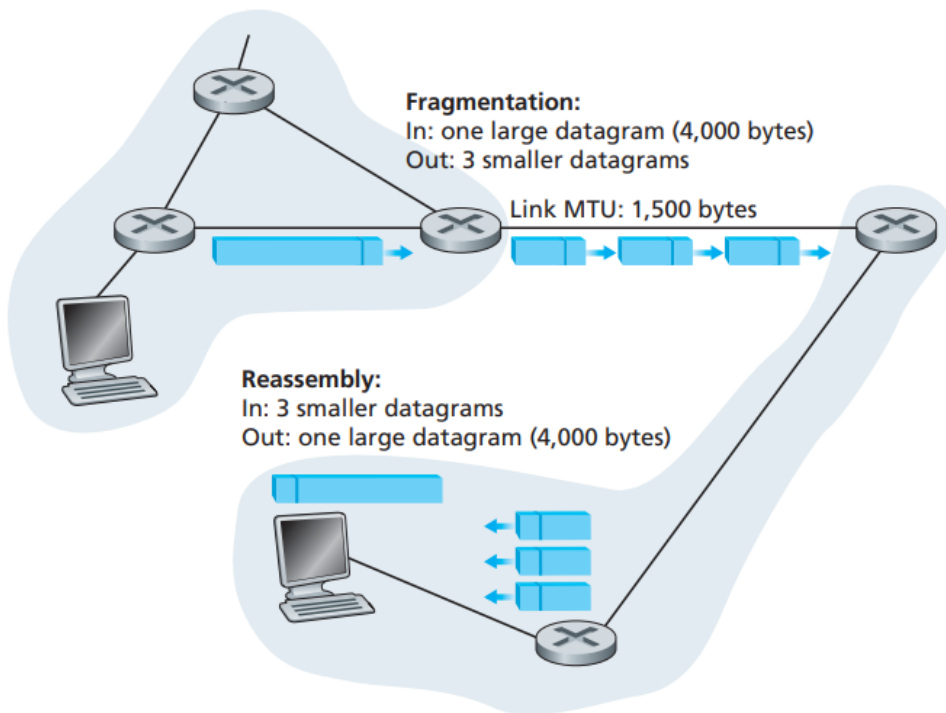 Fragmentation:
In: one large datagram (4,000 bytes)
Out: 3 smaller datagrams
Link MTU: 1,500 bytes
Reassembly:
In: 3 smaller datagrams
Out: one large datagram (4,000 bytes)